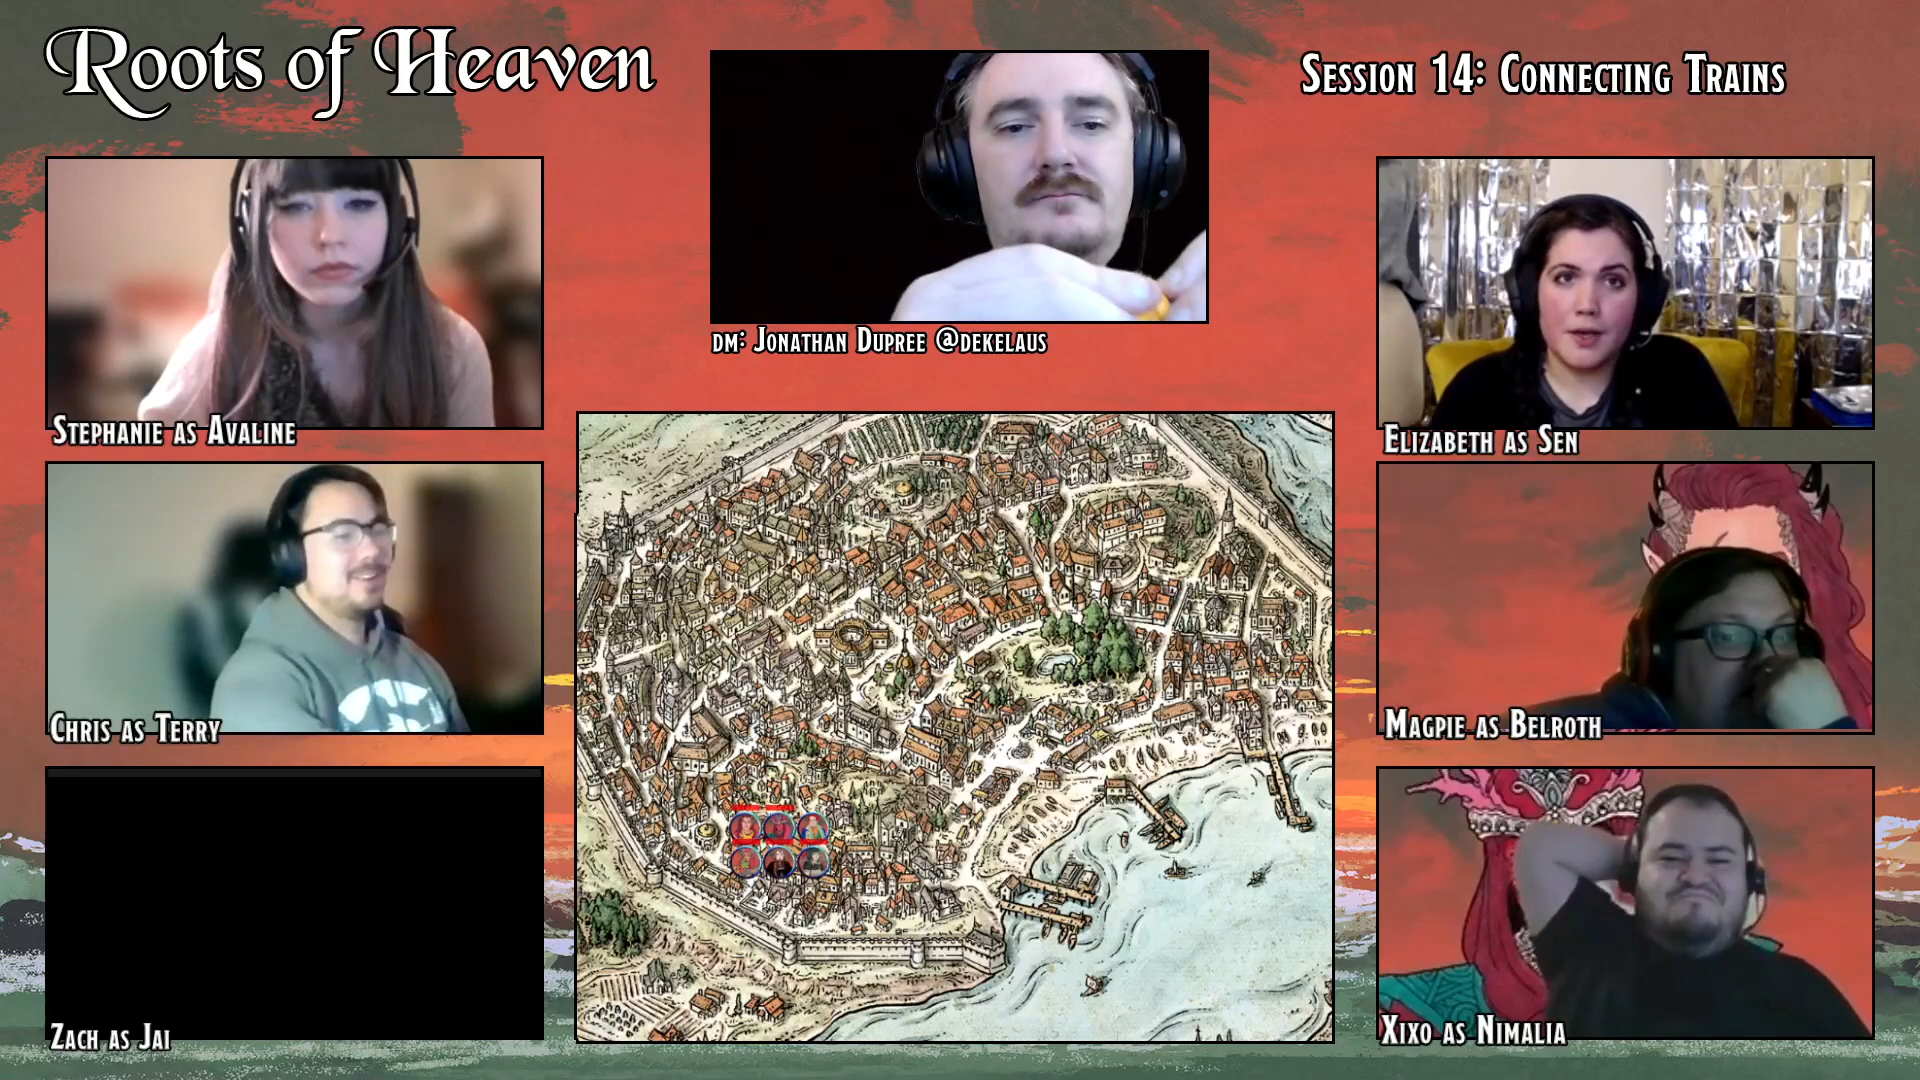 Roots of Heaven
Session 14: Connecting Trains
DM: Jonathan Dupree @dekelaus
Stephanie as Avaline
Elizabeth as Sen
Chris as Terry
Magpie as Belroth
Zach as Jai
Xixo as Nimalia